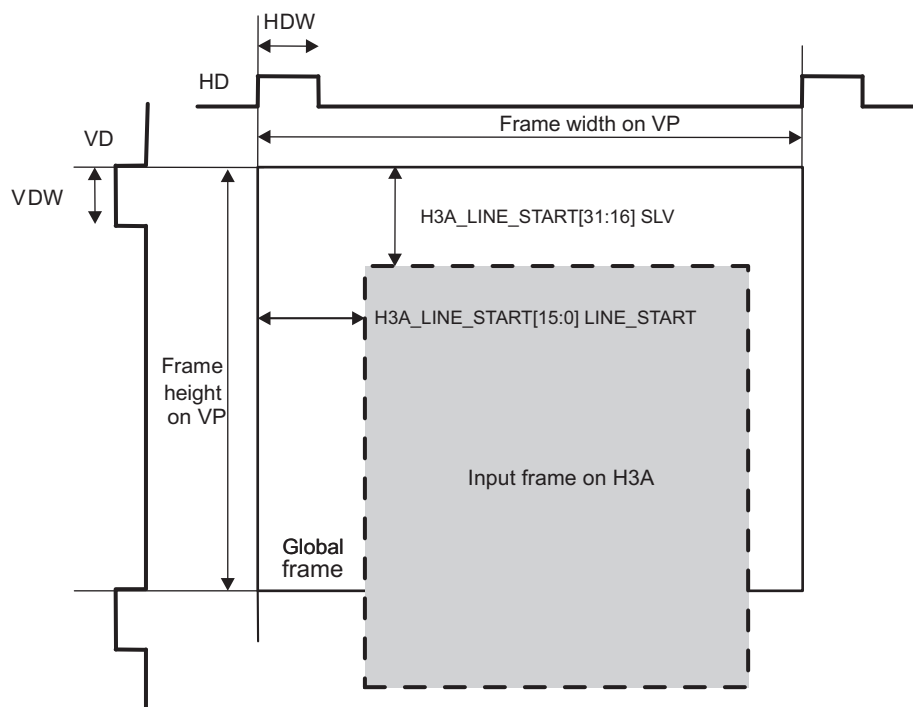 HDW
HD
Frame width on VP
VD
VDW
H3A_LINE_START[31:16] SLV
H3A_LINE_START[15:0] LINE_START
Frame
height
on VP
Input frame on H3A
Global
frame